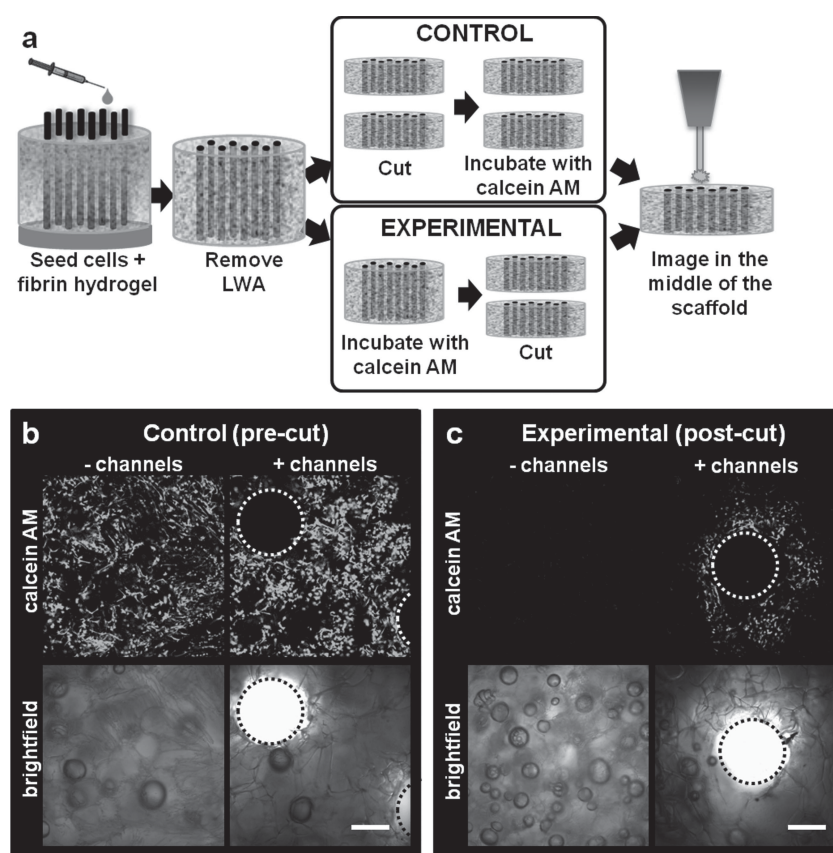 a
Seed cells +
fibrin hydrogel
Remove
LWA
CONTROL
Cut
Incubate with
calcein AM
EXPERIMENTAL
Incubate with
calcein AM
Cut
Image in the
middle of the
scaffold
b
Control (pre-cut)
- channels
+ channels
calcein AM
brightfield
c
Experimental (post-cut)
- channels
+ channels
calcein AM
brightfield